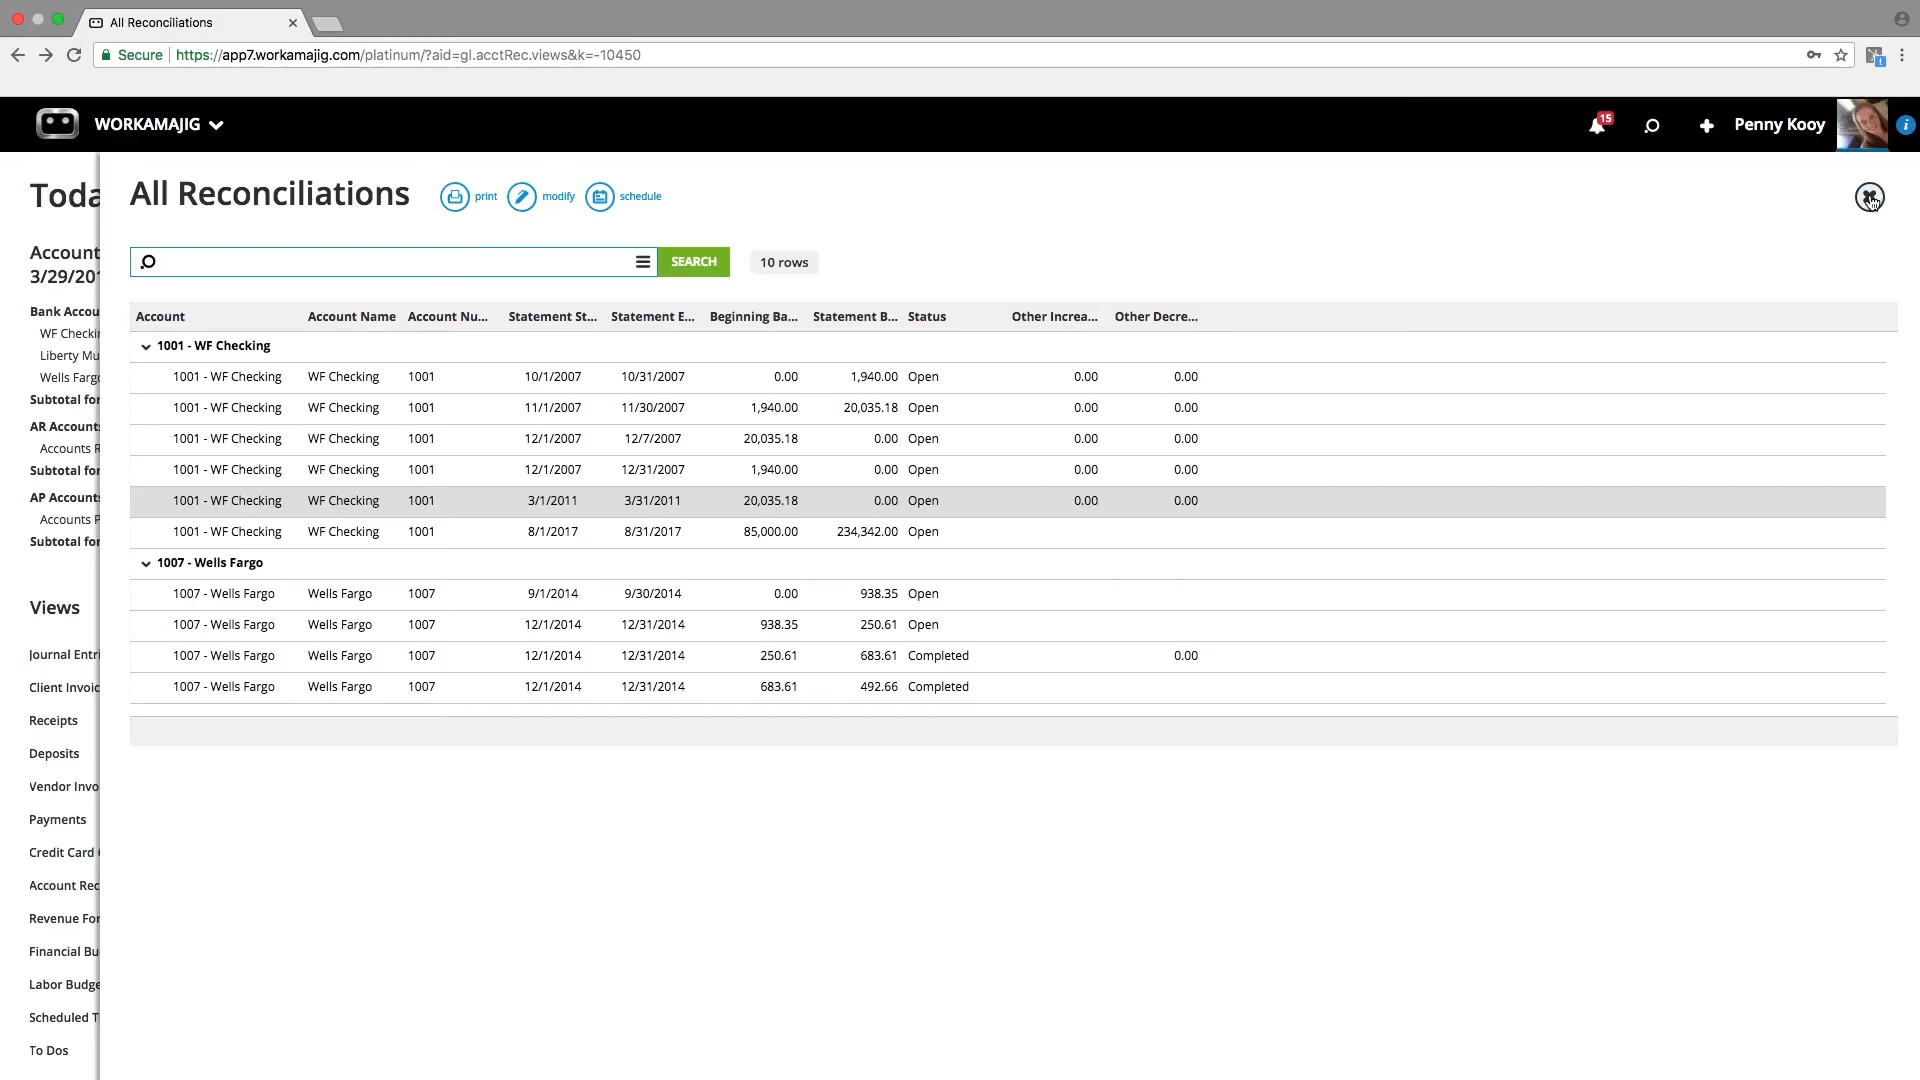 All Reconciliations
Secure https://app7.workamajig.com/platinum/?aid=gl.acctRec.views&k=-10450
WORKAMAJIG
15
Penny Kooy
i
Toda
Account
3/29/201
Bank Accou
WF Checkin
Liberty Mu
Wells Fargo
Subtotal for
AR Accounts
Accounts R
Subtotal for
AP Accounts
Accounts P
Subtotal for
Views
Journal Entri
Client Invoic
Receipts
Deposits
Vendor Invo
Payments
Credit Card
Account Rec
Revenue For
Financial Bu
Labor Budge
Scheduled T
To Dos
All Reconciliations print modify schedule
SEARCH 10 rows
Account Account Name Account Nu... Statement St... Statement E... Beginning Ba... Statement B... Status Other Increa... Other Decre...
1001 - WF Checking
1001 - WF Checking WF Checking 1001 10/1/2007 10/31/2007 0.00 1,940.00 Open 0.00 0.00
1001 - WF Checking WF Checking 1001 11/1/2007 11/30/2007 1,940.00 20,035.18 Open 0.00 0.00
1001 - WF Checking WF Checking 1001 12/1/2007 12/7/2007 20,035.18 0.00 Open 0.00 0.00
1001 - WF Checking WF Checking 1001 12/1/2007 12/31/2007 1,940.00 0.00 Open 0.00 0.00
1001 - WF Checking WF Checking 1001 3/1/2011 3/31/2011 20,035.18 0.00 Open 0.00 0.00
1001 - WF Checking WF Checking 1001 8/1/2017 8/31/2017 85,000.00 234,342.00 Open
1007 - Wells Fargo
1007 - Wells Fargo Wells Fargo 1007 9/1/2014 9/30/2014 0.00 938.35 Open
1007 - Wells Fargo Wells Fargo 1007 12/1/2014 12/31/2014 938.35 250.61 Open
1007 - Wells Fargo Wells Fargo 1007 12/1/2014 12/31/2014 250.61 683.61 Completed 0.00
1007 - Wells Fargo Wells Fargo 1007 12/1/2014 12/31/2014 683.61 492.66 Completed